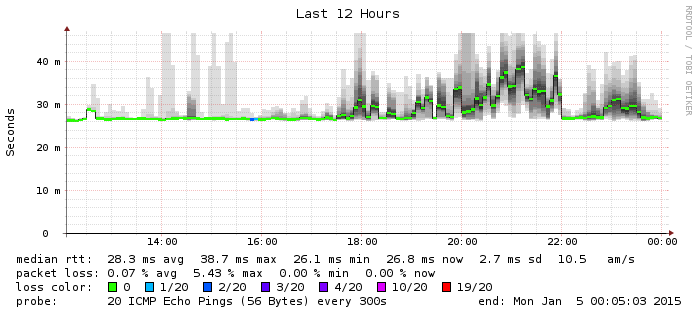 Last 12 Hours
RRDTOOL / TOBI OETIKER
Seconds
40 m
30 m
20 m
10 m
0
14:00 16:00 18:00 20:00 22:00 00:00
median rtt: 28.3 ms avg 38.7 ms max 26.1 ms min 26.8 ms now 2.7 ms sd 10.5 am/s
packet loss: 0.07 % avg 5.43 % max 0.00 % min 0.00 % now
loss color: 0 1/20 2/20 3/20 4/20 10/20 19/20
probe: 20 ICMP Echo Pings (56 Bytes) every 300s end: Mon Jan 5 00:05:03 2015